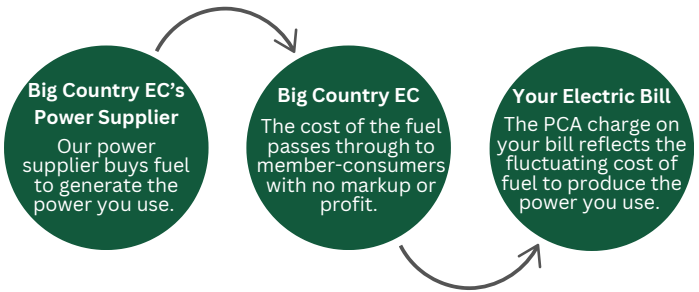 Big Country EC's
Power Supplier
Our power
supplier buys fuel
to generate the
power you use.
Big Country EC
The cost of the fuel
passes through to
member-consumers
with no markup or
profit.
Your Electric Bill
The PCA charge on
your bill reflects the
fluctuating cost of
fuel to produce the
power you use.